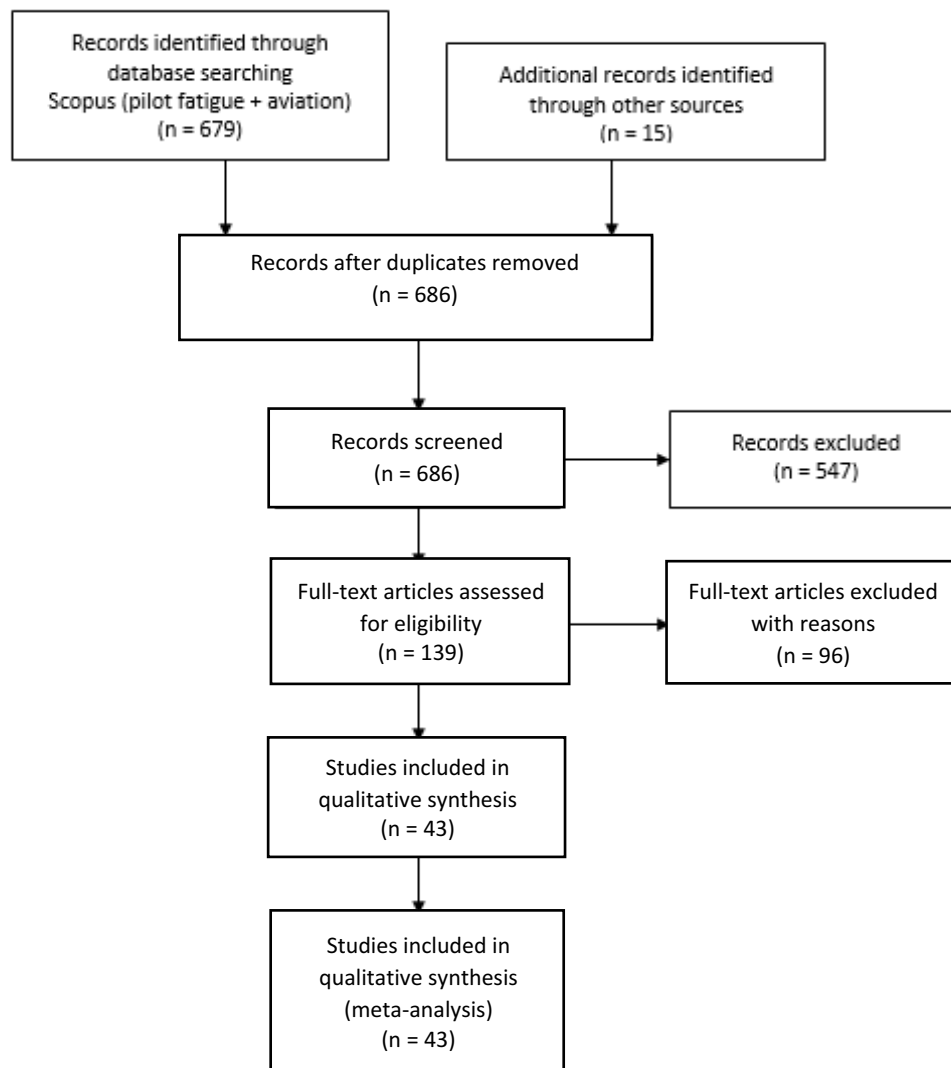 Records identified through
database searching
Scopus (pilot fatigue + aviation)
(n = 679)
Additional records identified
through other sources
(n = 15)
Records after duplicates removed
(n = 686)
Records screened
(n = 686)
Records excluded
(n = 547)
Full-text articles assessed
for eligibility
(n = 139)
Full-text articles excluded
with reasons
(n = 96)
Studies included in
qualitative synthesis
(n = 43)
Studies included in
qualitative synthesis
(meta-analysis)
(n = 43)